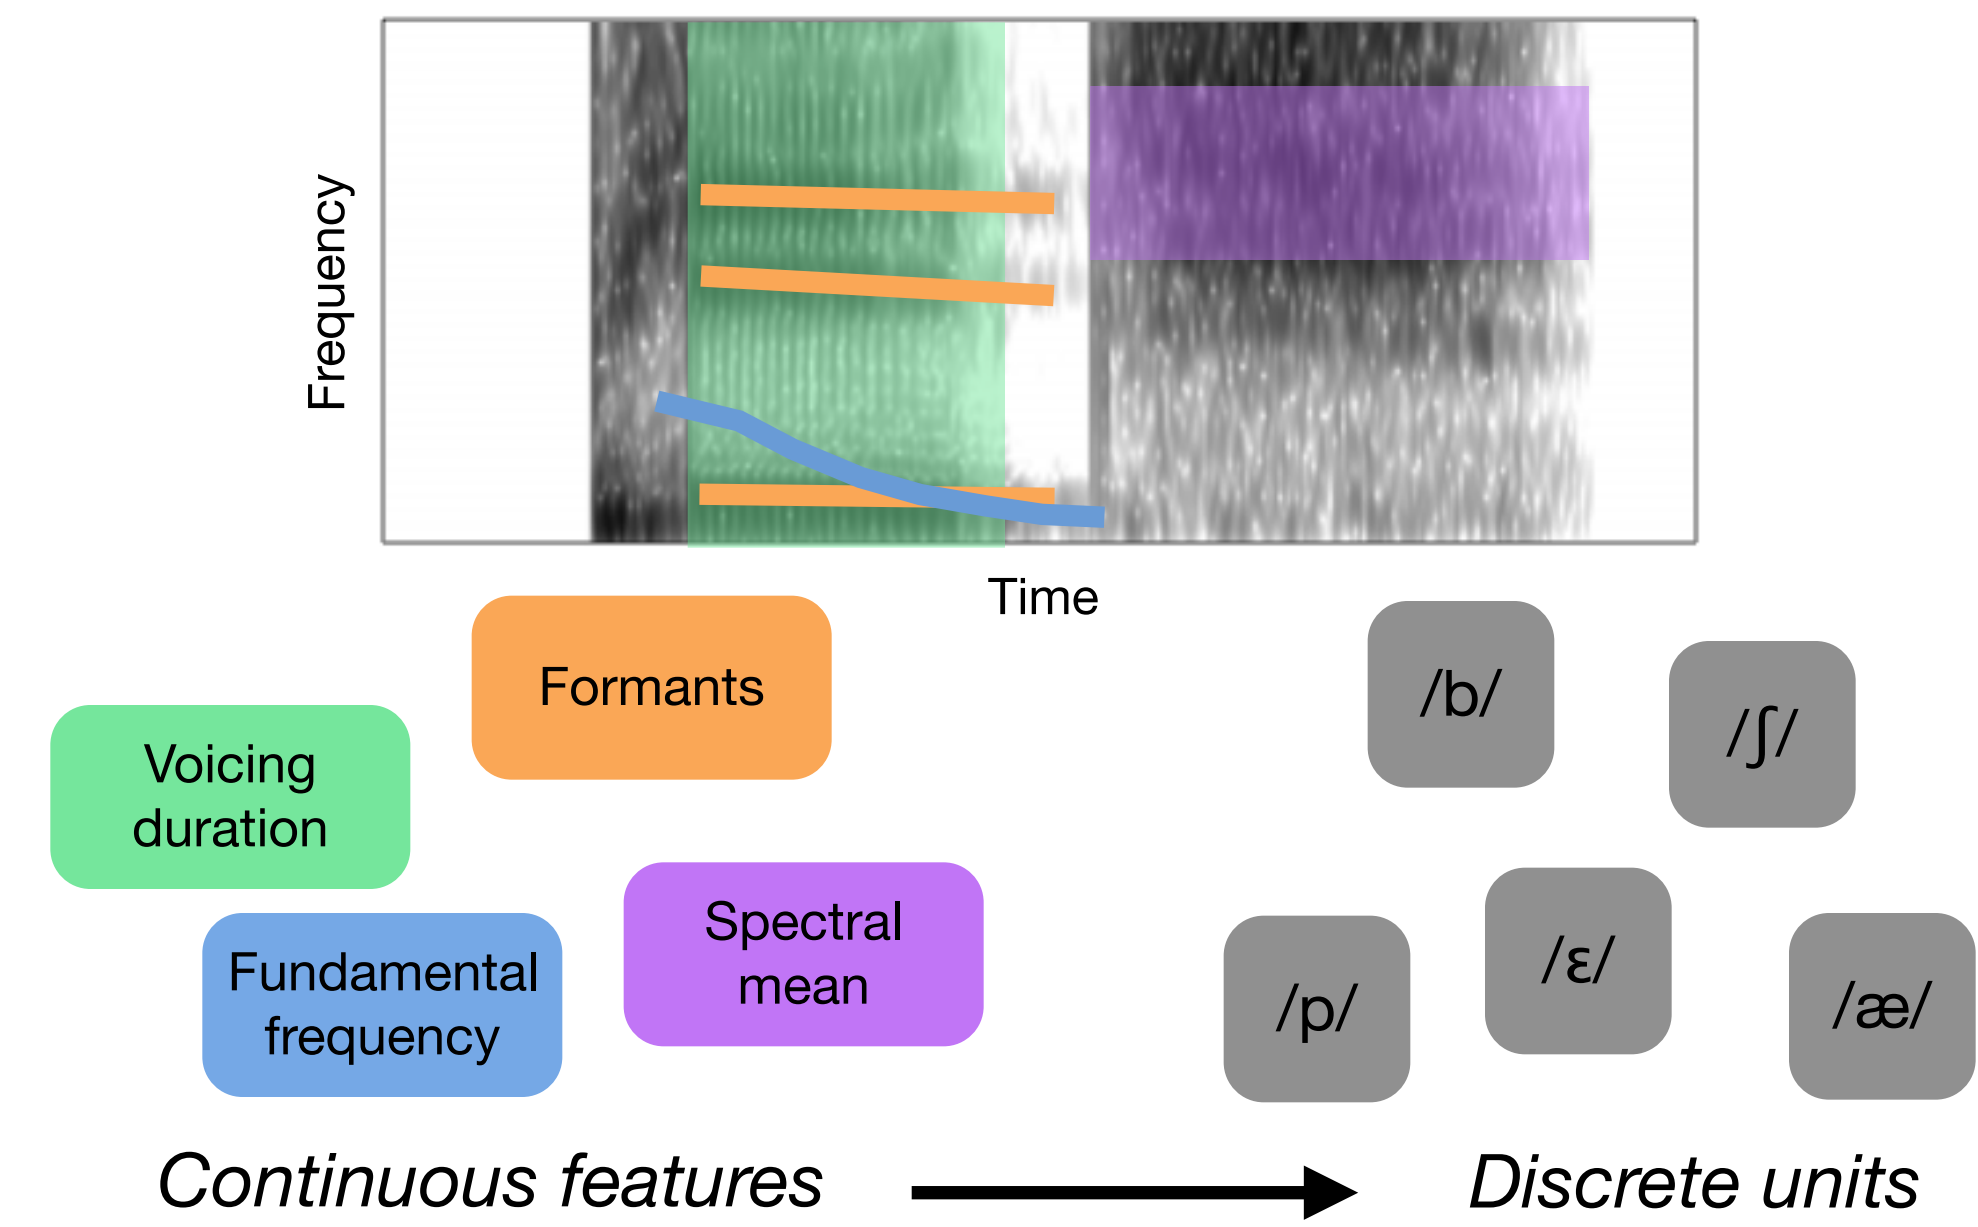 Frequency
Time
Formants
Voicing
duration
Fundamental
frequency
Spectral
mean
/b/
/ʃ/
/p/
/ɛ/
/æ/
Continuous features
Discrete units